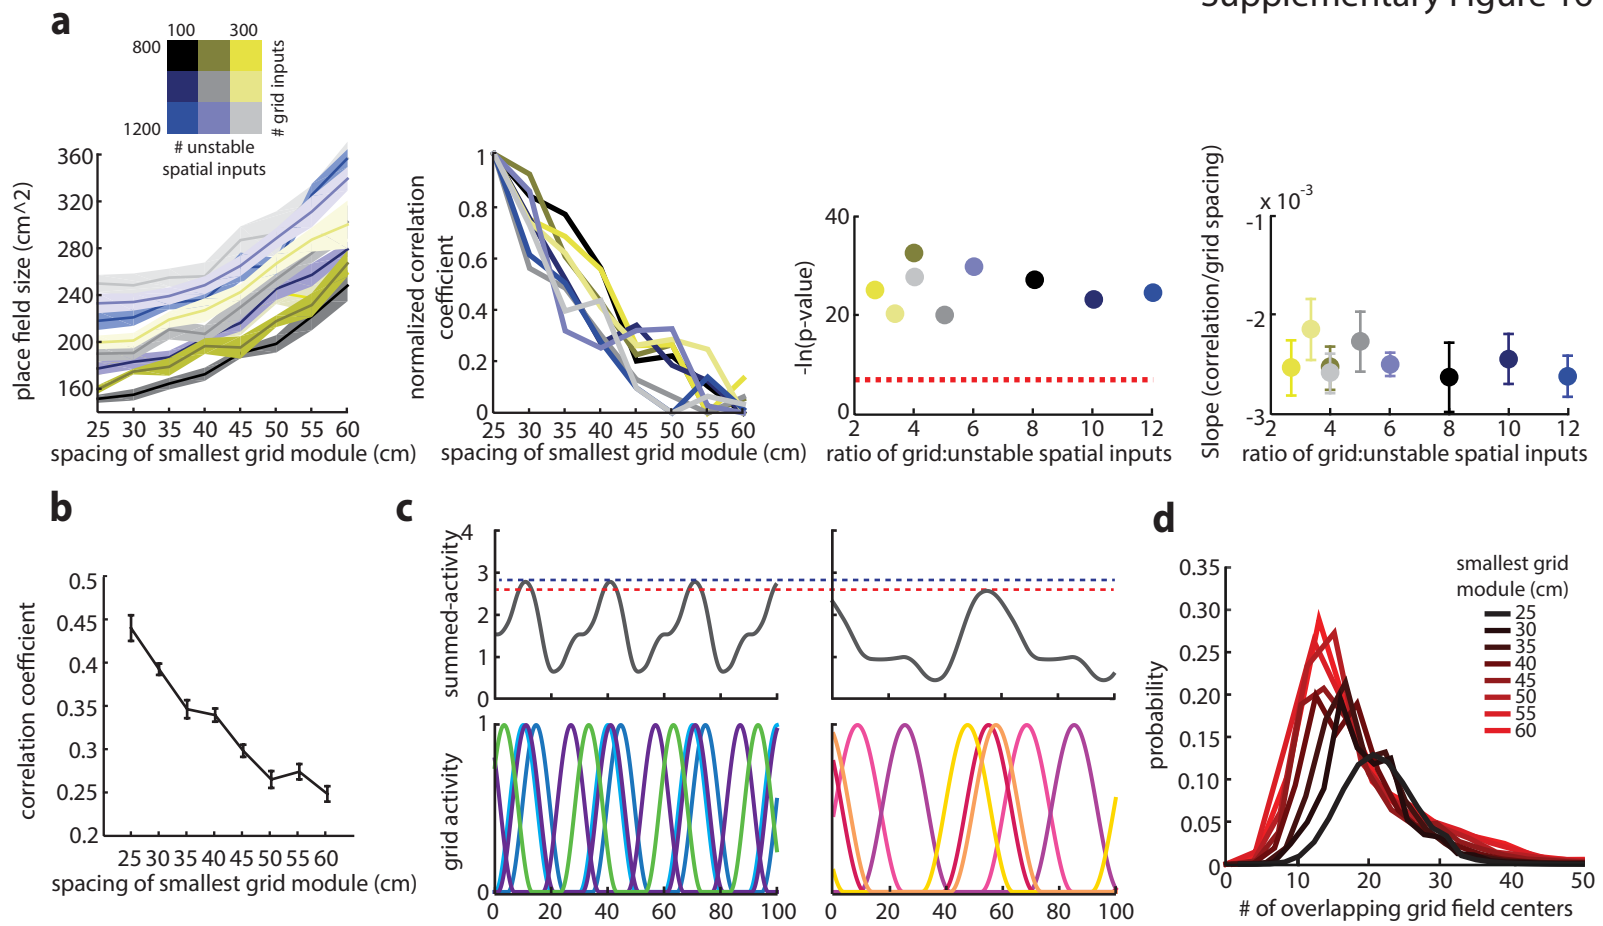 Supplementary Figure 10
a
100 300
800
1200
# grid inputs
# unstable
spatial inputs
360
320
280
240
200
160
place field size (cm^2)
25 30 35 40 45 50 55 60
spacing of smallest grid module (cm)
1
0.8
0.6
0.4
0.2
0
normalized correlation
coefficient
25 30 35 40 45 50 55 60
spacing of smallest grid module (cm)
40
20
0
-ln(p-value)
2 4 6 8 10 12
ratio of grid:unstable spatial inputs
x 10-3
-1
-2
-3
Slope (correlation/grid spacing)
2 4 6 8 10 12
ratio of grid:unstable spatial inputs
b
0.5
0.45
0.4
0.35
0.3
0.25
0.2
correlation coefficient
25 30 35 40 45 50 55 60
spacing of smallest grid module (cm)
c
4
3
2
1
0
summed-activity
1
0
grid activity
0 20 40 60 80 100
0 20 40 60 80 100
d
0.35
0.30
0.25
0.20
0.15
0.10
0.05
0
probability
0 10 20 30 40 50
# of overlapping grid field centers
smallest grid
module (cm)
25
30
35
40
45
50
55
60